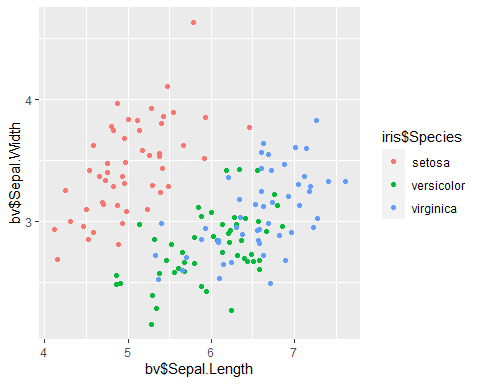 bv$Sepal.Width
4
3
4
5
6
7
bv$Sepal.Length
iris$Species
setosa
versicolor
virginica